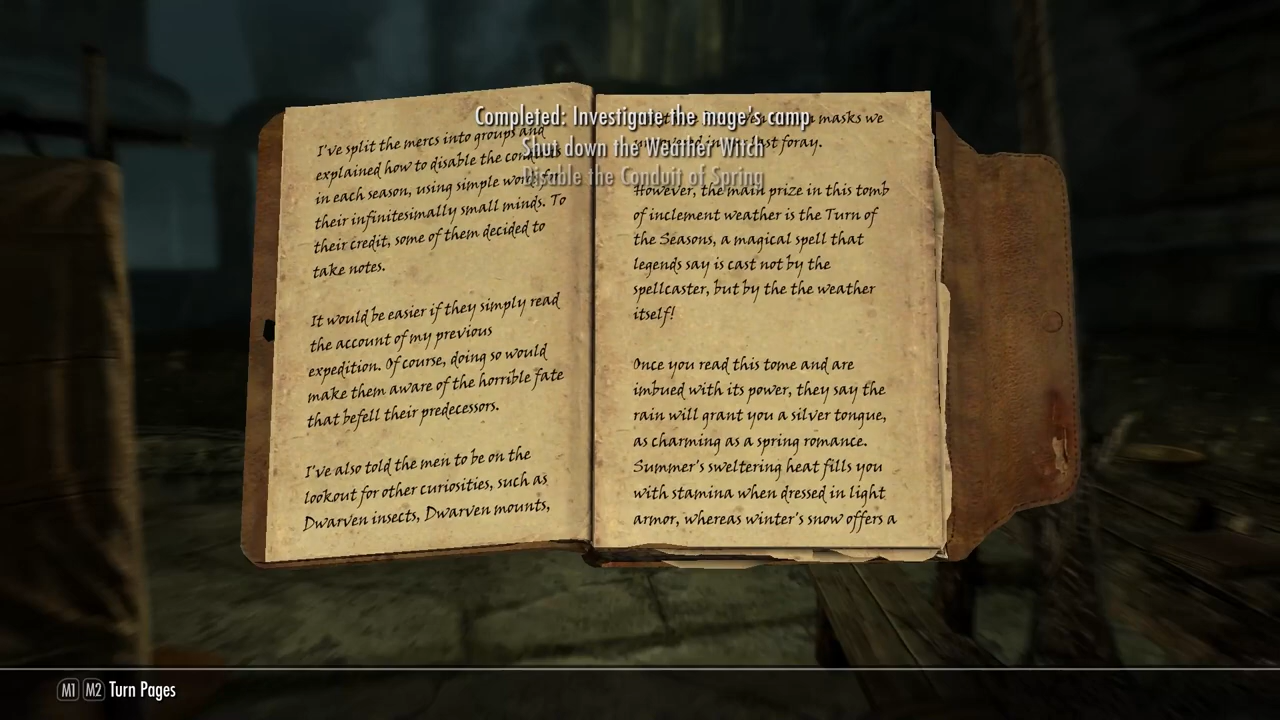 Completed: Investigate the mage's camp
Shut down the Weather Witch
Disable the Conduit of Spring
I've split the mercs into groups and
explained how to disable the
in each season, using simple
their infinitesimally small minds. To
their credit, some of them decided to
take notes.
It would be easier if they simply read
the account of my previous
expedition. Of course, doing so would
make them aware of the horrible fate
that befell their predecessors.
I've also told the men to be on the
lookout for other curiosities, such as
Dwarven insects, Dwarven mounts,
masks we
last foray.
However, the main prize in this tomb
of inclement weather is the Turn of
the Seasons, a magical spell that
legends say is cast not by the
spellcaster, but by the the weather
itself!
Once you read this tome and are
imbued with its power, they say the
rain will grant you a silver tongue,
as charming as a spring romance.
Summer's sweltering heat fills you
with stamina when dressed in light
armor, whereas winter's snow offers a
M1 M2 Turn Pages